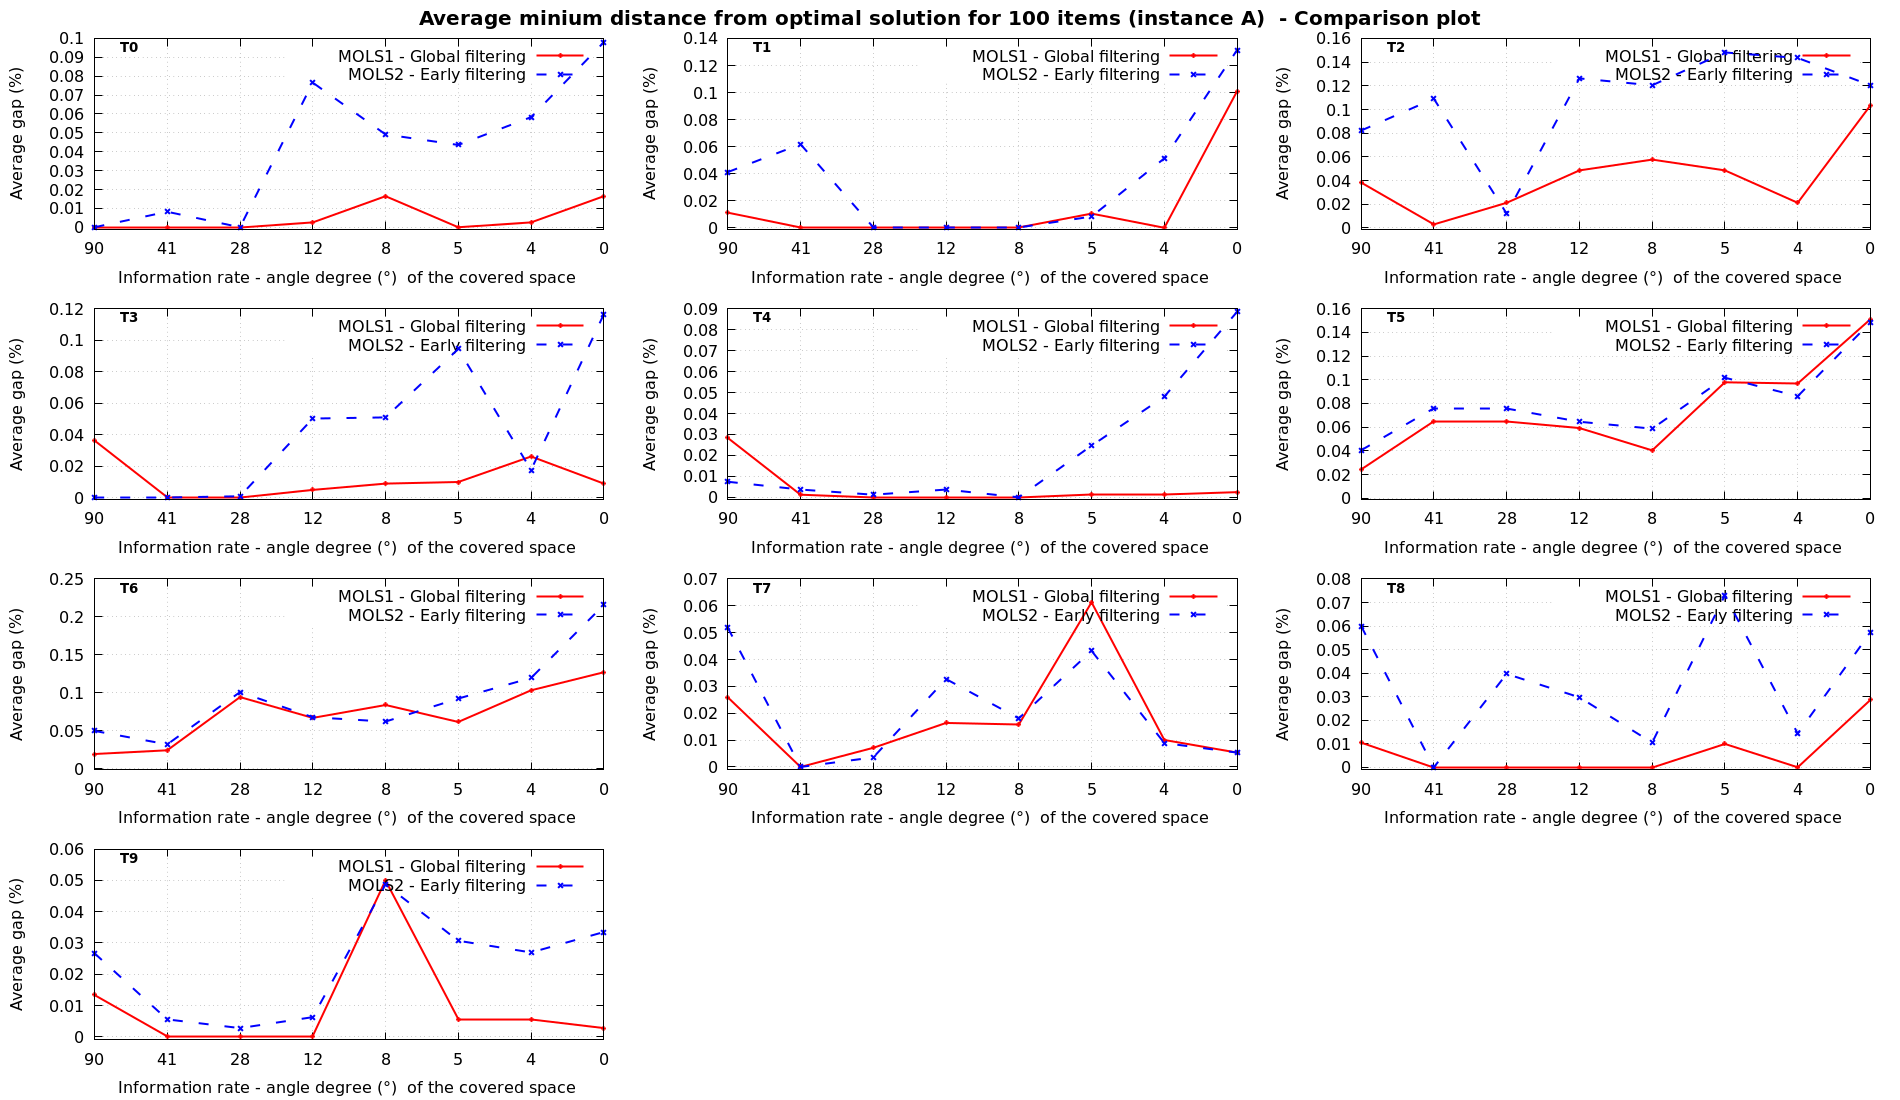 Average minium distance from optimal solution for 100 items (instance A)  - Comparison plot
T0
MOLS1 - Global filtering
MOLS2 - Early filtering
Average gap (%)
0.1
0.09
0.08
0.07
0.06
0.05
0.04
0.03
0.02
0.01
0
90 41 28 12 8 5 4 0
Information rate - angle degree (°)  of the covered space
T1
MOLS1 - Global filtering
MOLS2 - Early filtering
Average gap (%)
0.14
0.12
0.1
0.08
0.06
0.04
0.02
0
90 41 28 12 8 5 4 0
Information rate - angle degree (°)  of the covered space
T2
MOLS1 - Global filtering
MOLS2 - Early filtering
Average gap (%)
0.16
0.14
0.12
0.1
0.08
0.06
0.04
0.02
0
90 41 28 12 8 5 4 0
Information rate - angle degree (°)  of the covered space
T3
MOLS1 - Global filtering
MOLS2 - Early filtering
Average gap (%)
0.12
0.1
0.08
0.06
0.04
0.02
0
90 41 28 12 8 5 4 0
Information rate - angle degree (°)  of the covered space
T4
MOLS1 - Global filtering
MOLS2 - Early filtering
Average gap (%)
0.09
0.08
0.07
0.06
0.05
0.04
0.03
0.02
0.01
0
90 41 28 12 8 5 4 0
Information rate - angle degree (°)  of the covered space
T5
MOLS1 - Global filtering
MOLS2 - Early filtering
Average gap (%)
0.16
0.14
0.12
0.1
0.08
0.06
0.04
0.02
0
90 41 28 12 8 5 4 0
Information rate - angle degree (°)  of the covered space
T6
MOLS1 - Global filtering
MOLS2 - Early filtering
Average gap (%)
0.25
0.2
0.15
0.1
0.05
0
90 41 28 12 8 5 4 0
Information rate - angle degree (°)  of the covered space
T7
MOLS1 - Global filtering
MOLS2 - Early filtering
Average gap (%)
0.07
0.06
0.05
0.04
0.03
0.02
0.01
0
90 41 28 12 8 5 4 0
Information rate - angle degree (°)  of the covered space
T8
MOLS1 - Global filtering
MOLS2 - Early filtering
Average gap (%)
0.08
0.07
0.06
0.05
0.04
0.03
0.02
0.01
0
90 41 28 12 8 5 4 0
Information rate - angle degree (°)  of the covered space
T9
MOLS1 - Global filtering
MOLS2 - Early filtering
Average gap (%)
0.06
0.05
0.04
0.03
0.02
0.01
0
90 41 28 12 8 5 4 0
Information rate - angle degree (°)  of the covered space